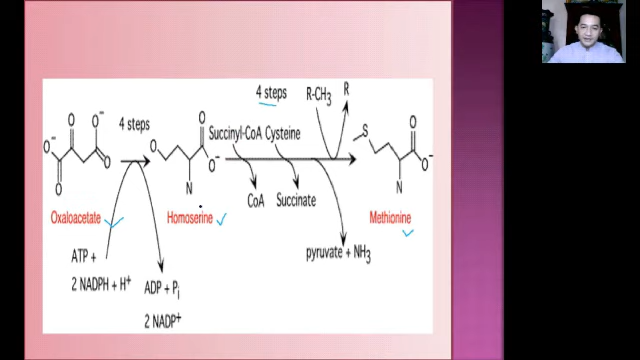 4 steps
R-CH3
R
4 steps
Succinyl-CoA Cysteine
O-
O
O-
O
O
O
O
O-
N
S
O
O-
N
CoA
Succinate
Oxaloacetate
Homoserine
Methionine
ATP +
2 NADPH + H+
ADP + Pi
2 NADP+
pyruvate + NH3